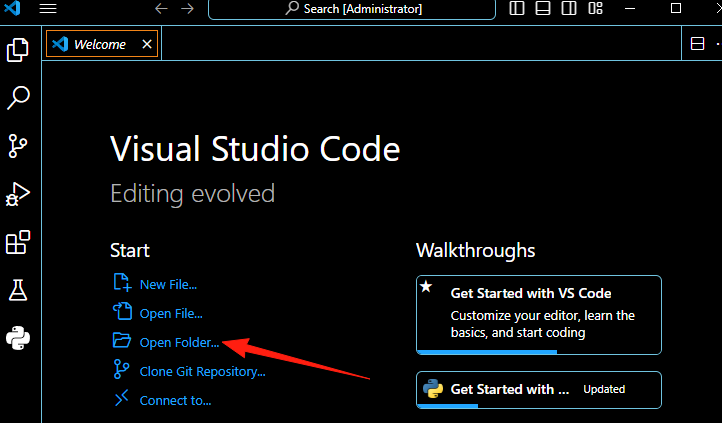 Search [Administrator]
Welcome
Visual Studio Code
Editing evolved
Start
New File...
Open File...
Open Folder...
Clone Git Repository...
Connect to...
Walkthroughs
Get Started with VS Code
Customize your editor, learn the
basics, and start coding
Get Started with ... Updated